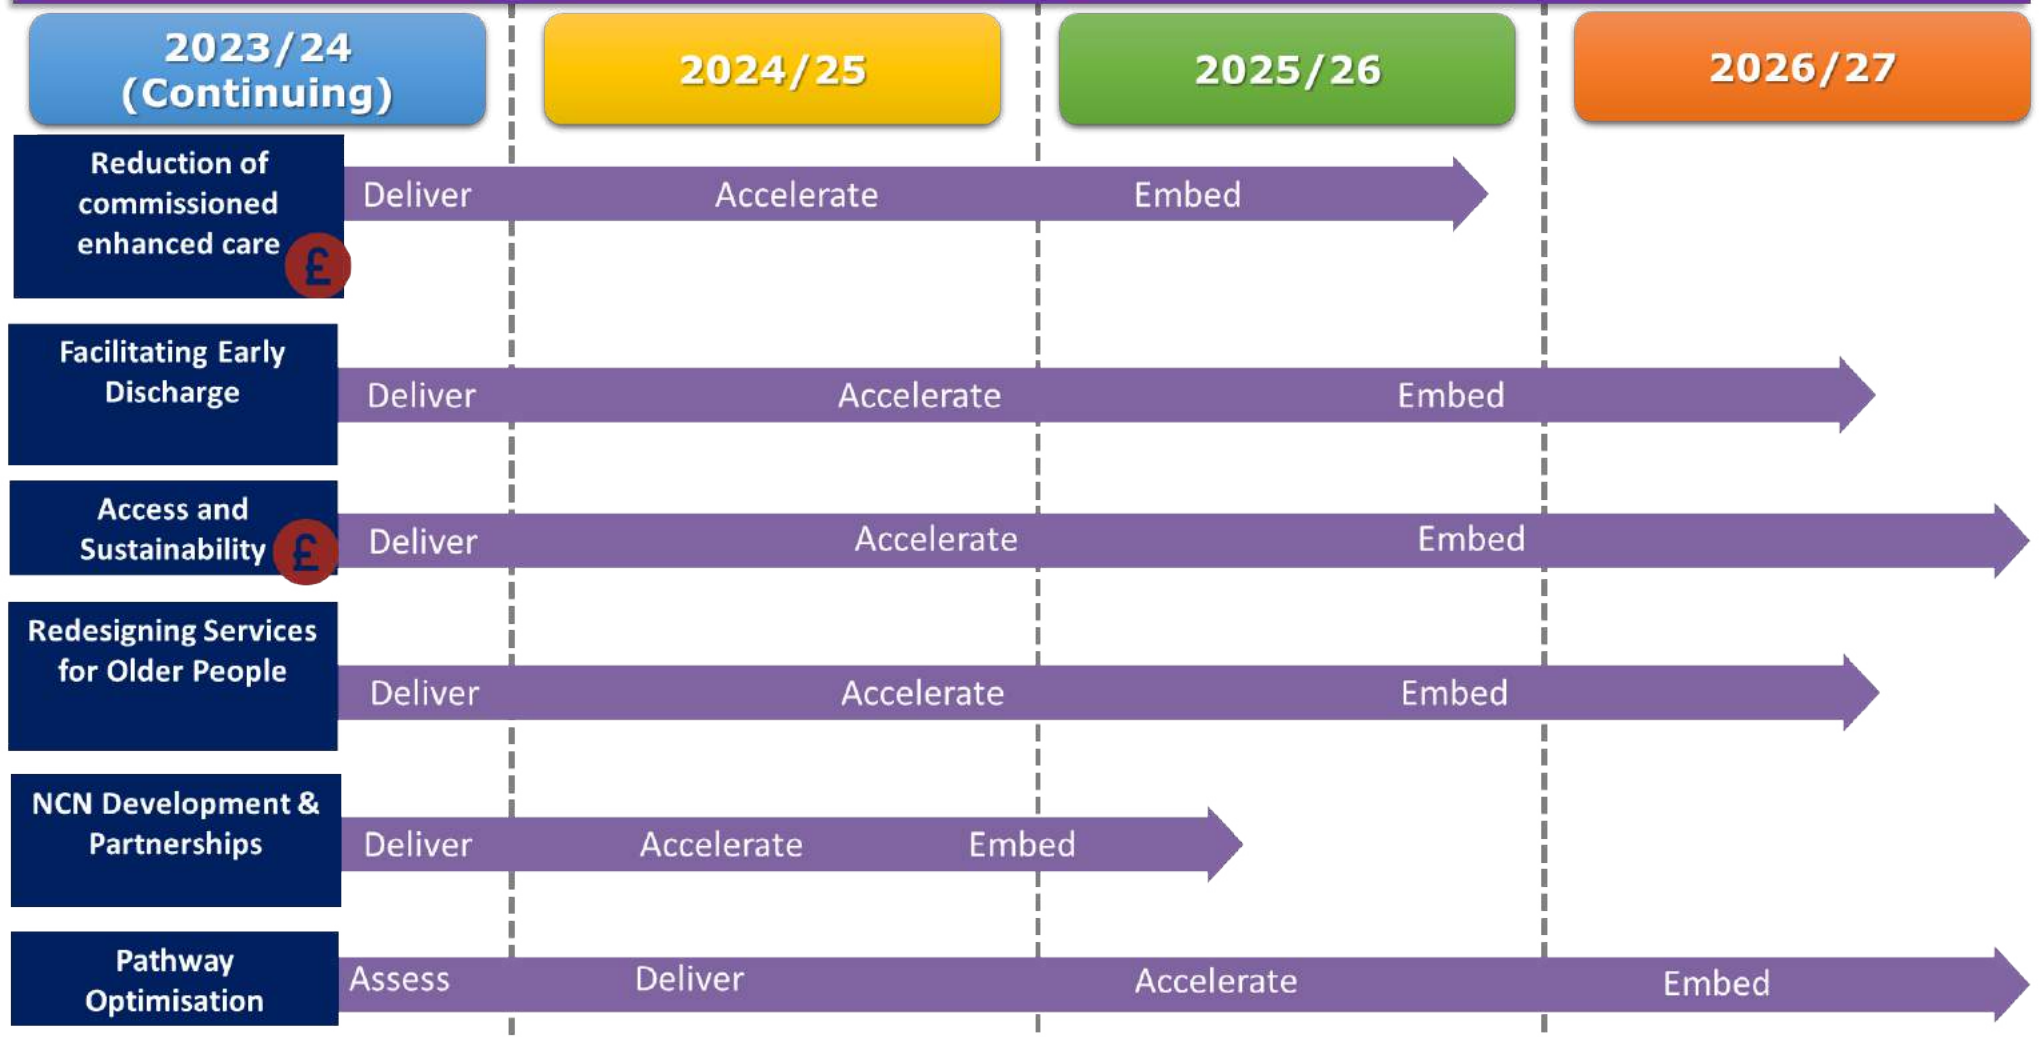 2023/24
(Continuing)
2024/25
2025/26
2026/27
Reduction of
commissioned
enhanced care
£
Deliver
Accelerate
Embed
Facilitating Early
Discharge
Deliver
Accelerate
Embed
Access and
Sustainability
£
Deliver
Accelerate
Embed
Redesigning Services
for Older People
Deliver
Accelerate
Embed
NCN Development &
Partnerships
Deliver
Accelerate
Embed
Pathway
Optimisation
Assess
Deliver
Accelerate
Embed